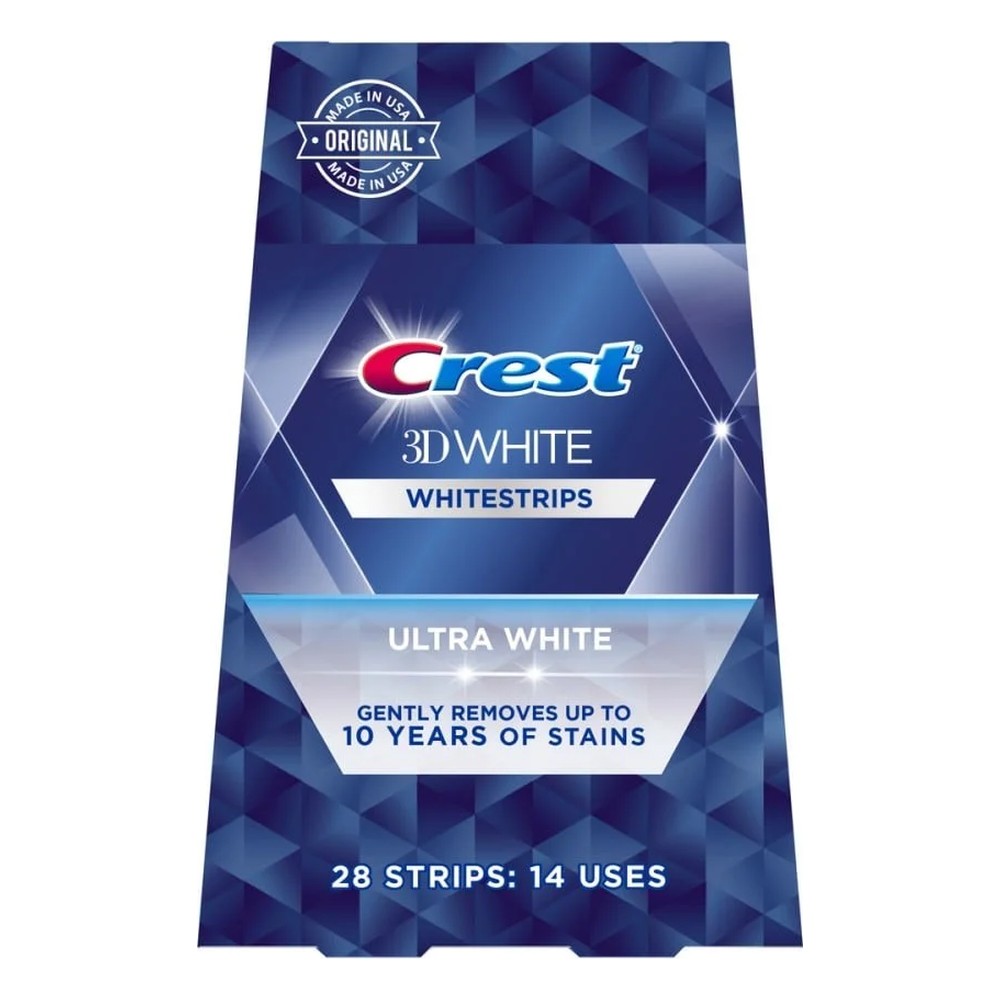 MADE IN USA
• ORIGINAL •
MADE IN USA
Crest®
3D WHITE
WHITESTRIPS
ULTRA WHITE
GENTLY REMOVES UP TO
10 YEARS OF STAINS
28 STRIPS: 14 USES